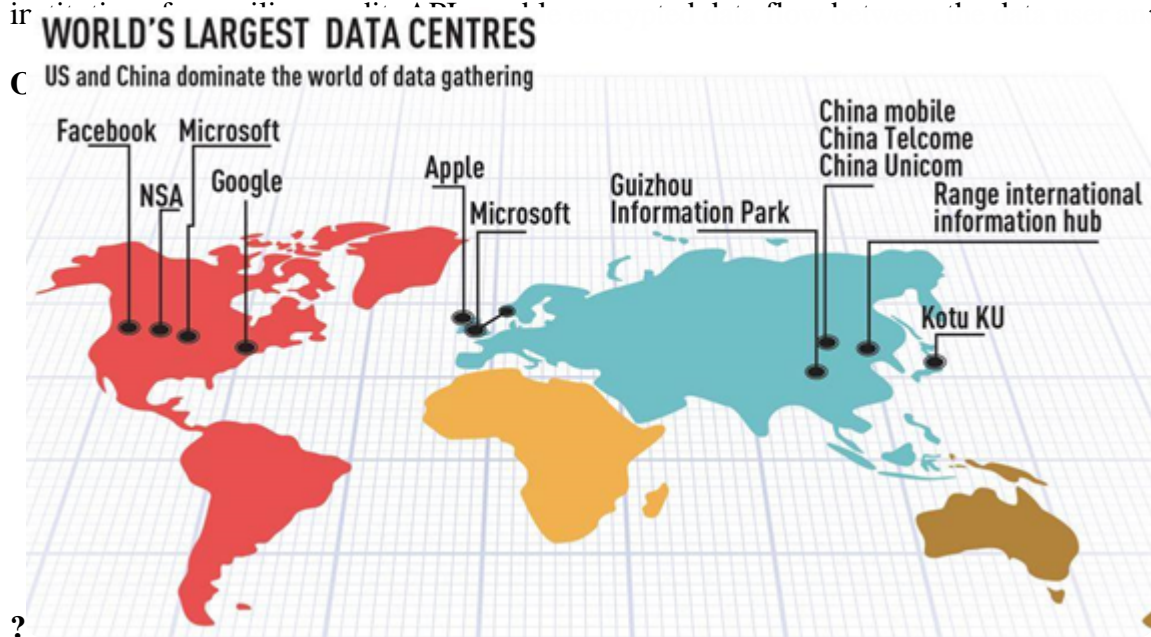 WORLD'S LARGEST DATA CENTRES
US and China dominate the world of data gathering
Facebook
Microsoft
NSA
Google
Apple
Microsoft
Guizhou
Information Park
China mobile
China Telcome
China Unicom
Range international
information hub
Kotu KU
?